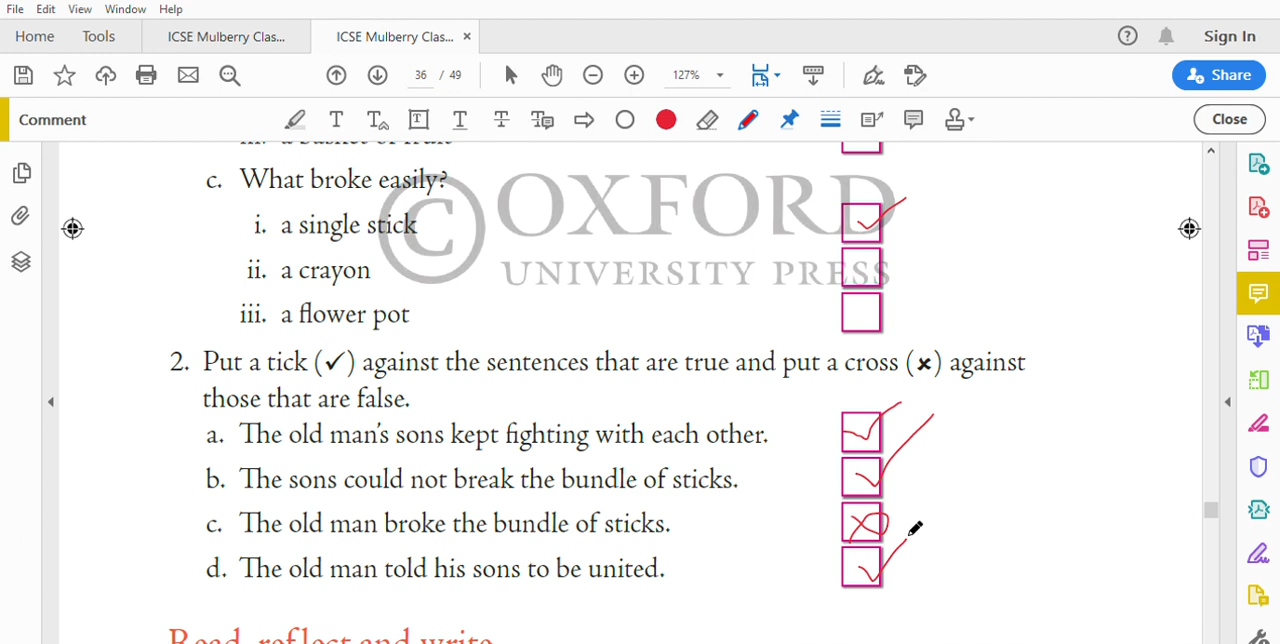 File Edit View Window Help
Home Tools ICSE Mulberry Clas... ICSE Mulberry Clas... × Sign In
36 / 49 127% Share
Comment Close
c. What broke easily?
i. a single stick
ii. a crayon
iii. a flower pot
© OXFORD
UNIVERSITY PRESS
2. Put a tick (✓) against the sentences that are true and put a cross (×) against
those that are false.
a. The old man's sons kept fighting with each other.
b. The sons could not break the bundle of sticks.
c. The old man broke the bundle of sticks.
d. The old man told his sons to be united.
Read, reflect and write